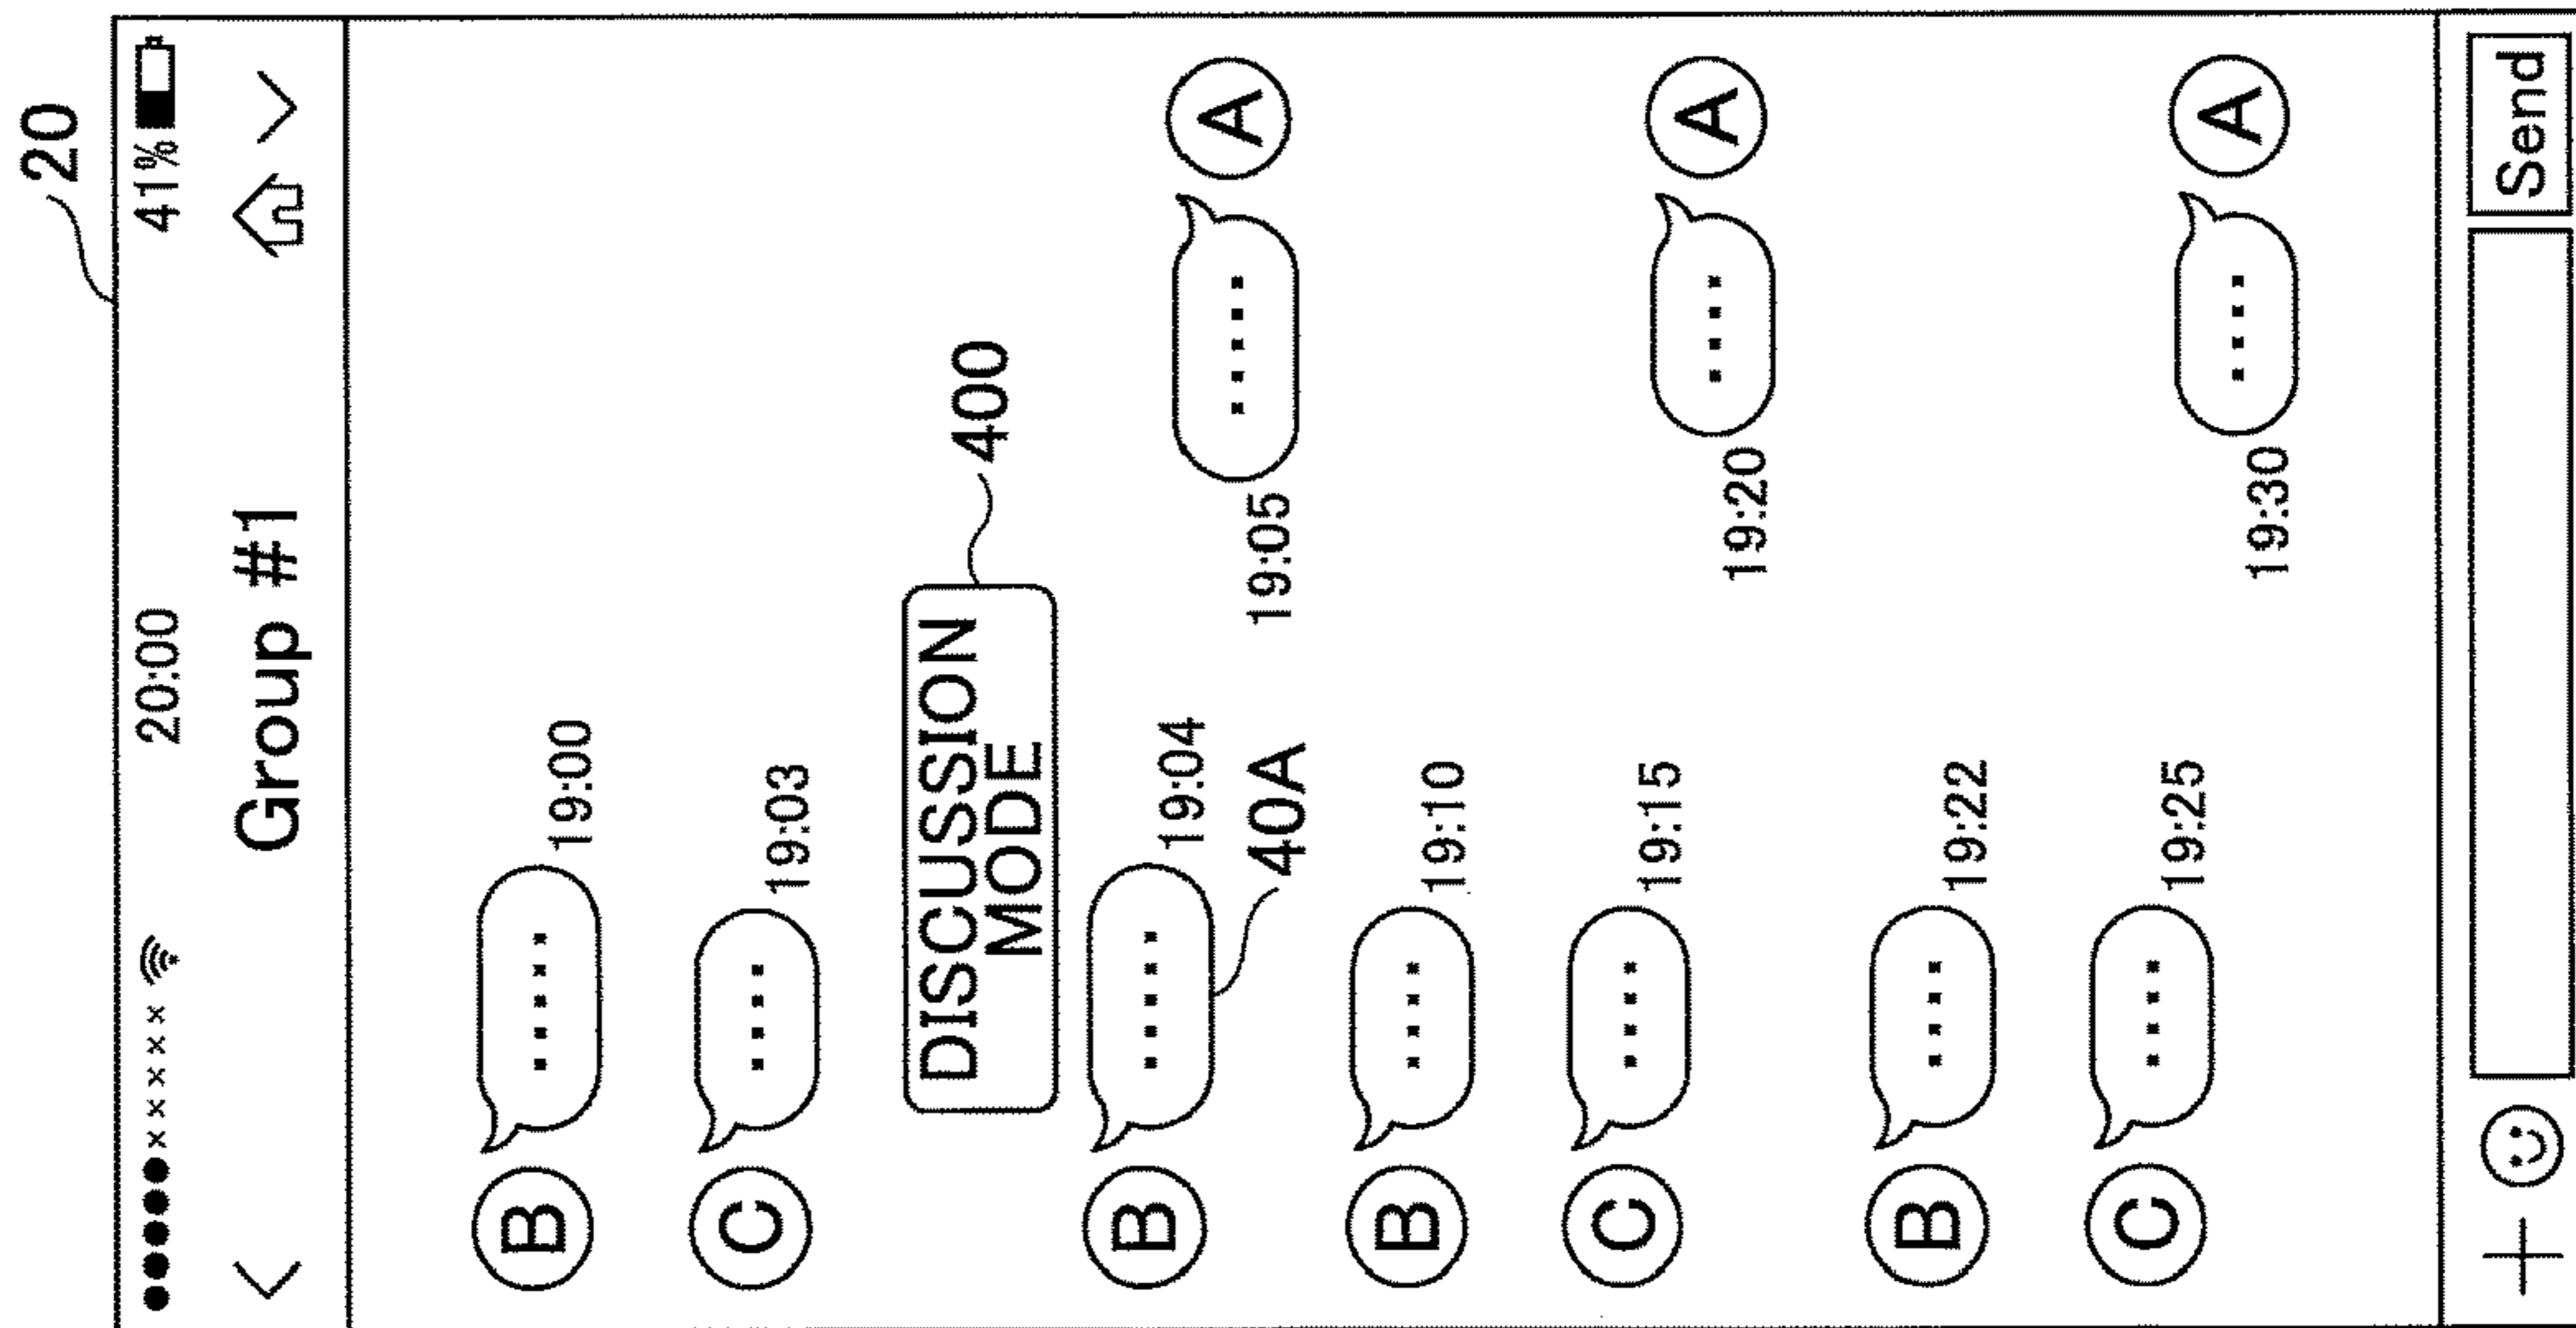 20
20:00 41%
Group #1
B ..... 19:00
C .... 19:03
DISCUSSION
MODE
400
B ..... 19:04
40A
..... A
19:05
B .... 19:10
C .... 19:15
.... A
19:20
B .... 19:22
C .... 19:25
.... A
19:30
Send